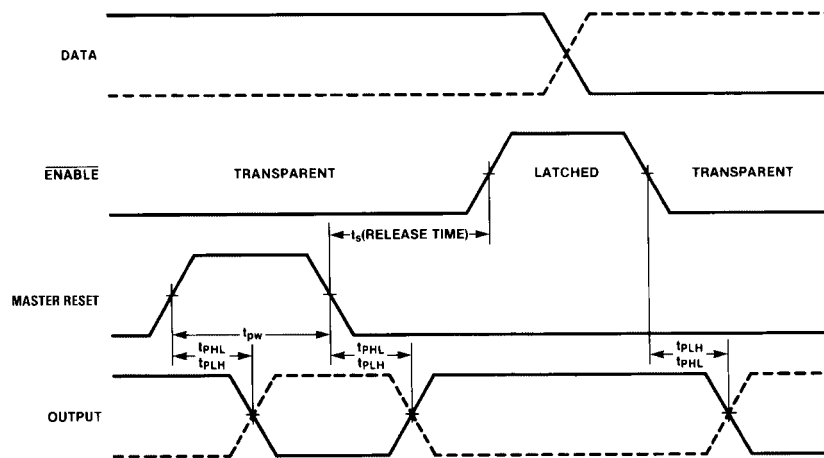 DATA
ENABLE
TRANSPARENT
LATCHED
TRANSPARENT
ts(RELEASE TIME)
MASTER RESET
tpw
tPHL
tPLH
tPHL
tPLH
tPLH
tPHL
OUTPUT